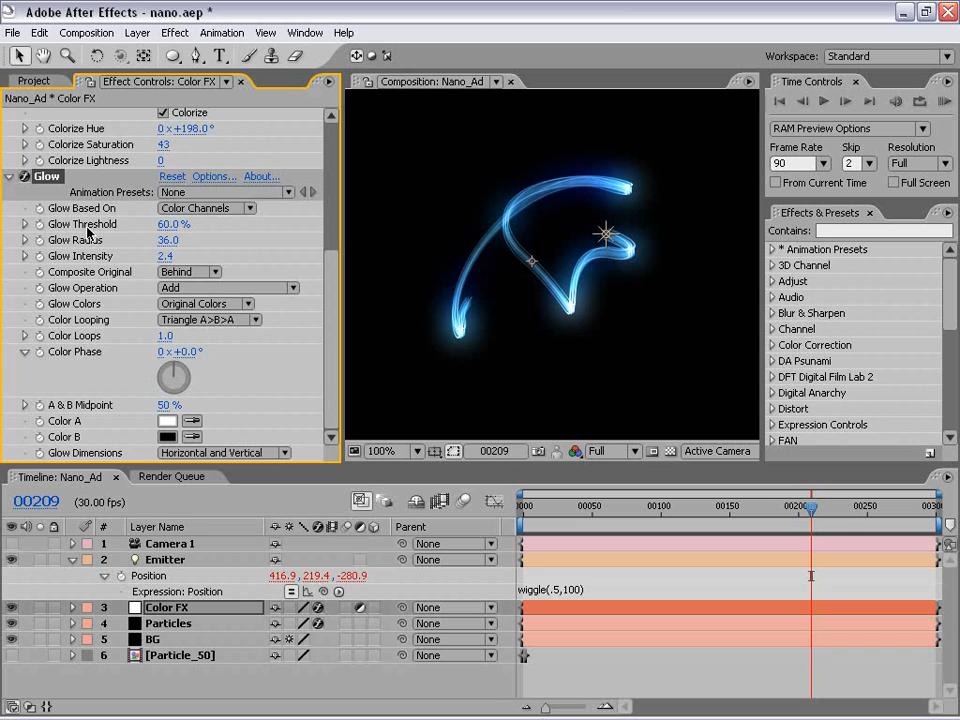 Adobe After Effects - nano.aep *
File Edit Composition Layer Effect Animation View Window Help
Workspace: Standard
Project Effect Controls: Color FX
Nano_Ad * Color FX
Colorize
Colorize Hue 0 x+198.0°
Colorize Saturation 43
Colorize Lightness 0
Glow Reset Options... About...
Animation Presets: None
Glow Based On Color Channels
Glow Threshold 60.0 %
Glow Radius 36.0
Glow Intensity 2.4
Composite Original Behind
Glow Operation Add
Glow Colors Original Colors
Color Looping Triangle A>B>A
Color Loops 1.0
Color Phase 0 x+0.0°
A & B Midpoint 50 %
Color A
Color B
Glow Dimensions Horizontal and Vertical
Composition: Nano_Ad
100% 00209 Full Active Camera
Time Controls
RAM Preview Options
Frame Rate Skip Resolution
90 2 Full
From Current Time Full Screen
Effects & Presets
Contains:
* Animation Presets
3D Channel
Adjust
Audio
Blur & Sharpen
Channel
Color Correction
DA Psunami
DFT Digital Film Lab 2
Digital Anarchy
Distort
Expression Controls
FAN
Timeline: Nano_Ad Render Queue
00209 (30.00 fps)
# Layer Name Parent
00050 00100 00150 00250
1 Camera 1 None
2 Emitter None
Position 416.9, 219.4, -280.9
Expression: Position wiggle(.5,100)
3 Color FX None
4 Particles None
5 BG None
6 [Particle_50] None